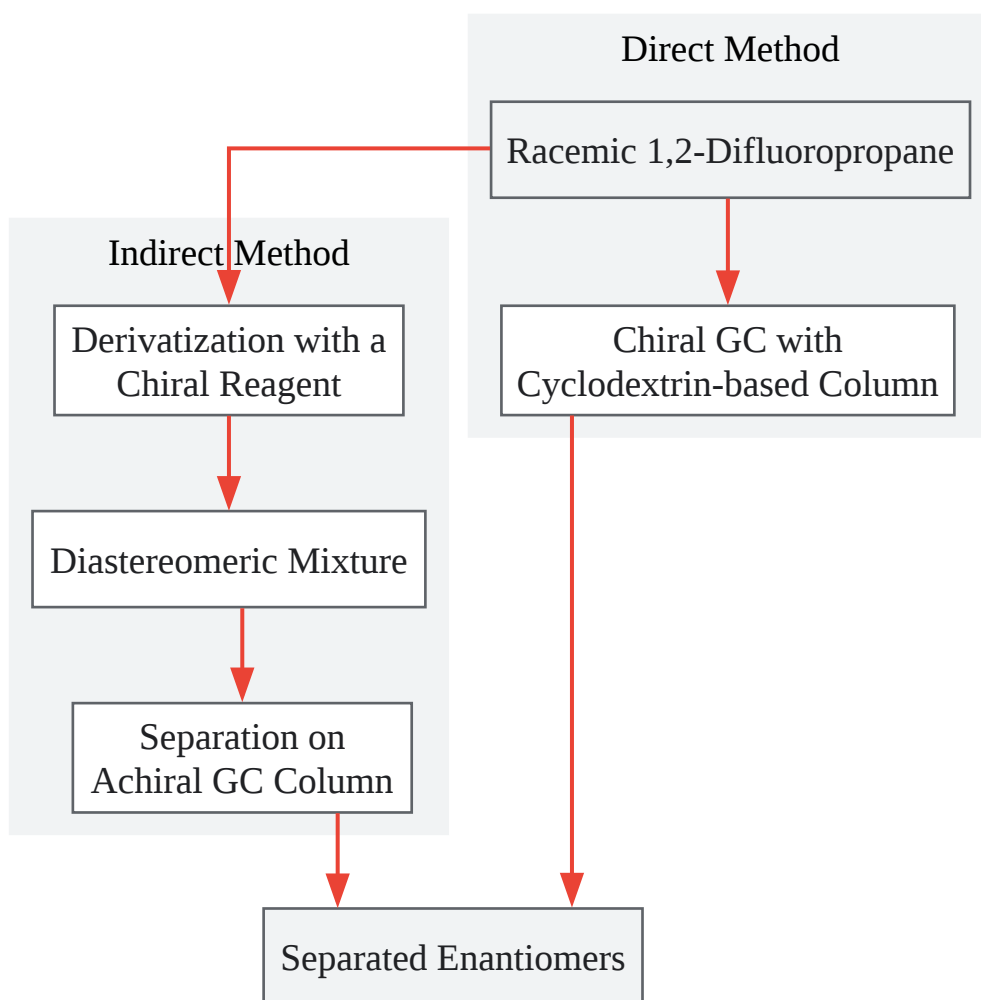 Direct Method
Racemic 1,2-Difluoropropane
Indirect Method
Derivatization with a
Chiral Reagent
Chiral GC with
Cyclodextrin-based Column
Diastereomeric Mixture
Separation on
Achiral GC Column
Separated Enantiomers